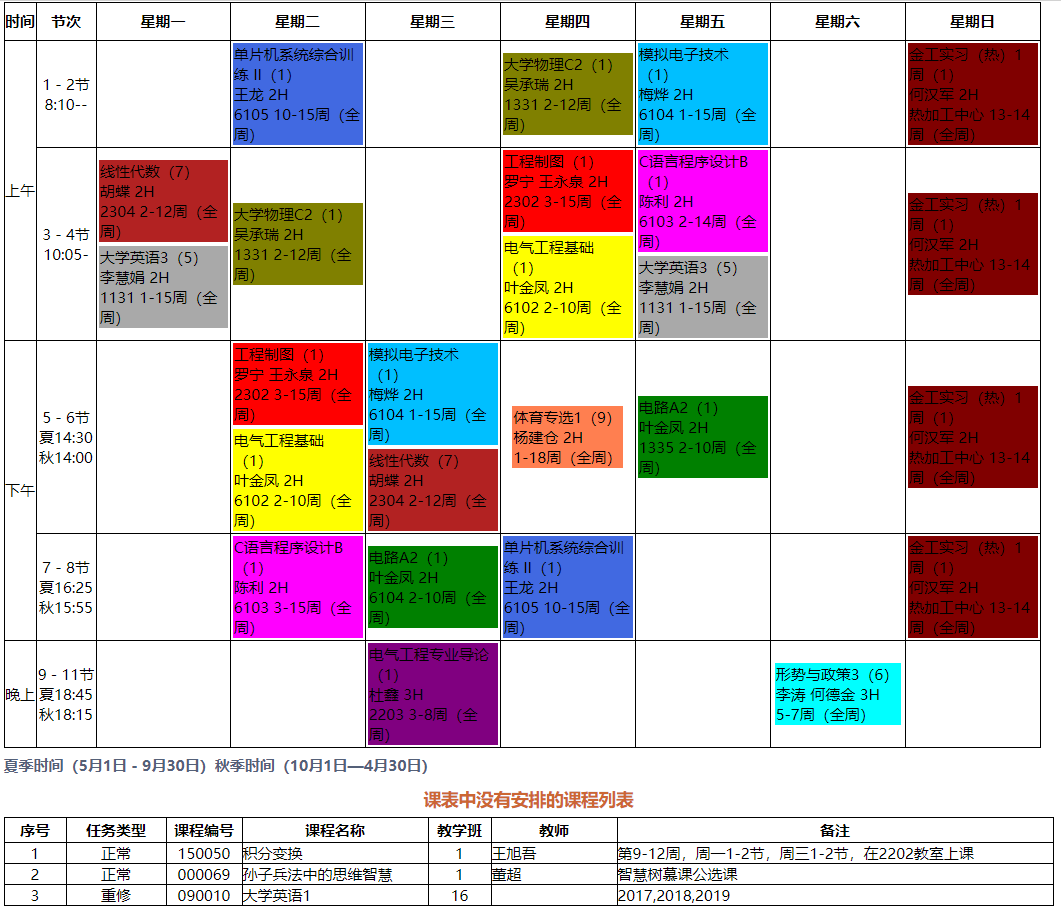 时间 节次 星期一 星期二 星期三 星期四 星期五 星期六 星期日
上午
1 - 2节
8:10--
单片机系统综合训
练 II（1）
王龙 2H
6105 10-15周（全
周）
大学物理C2（1）
吴承瑞 2H
1331 2-12周（全
周）
模拟电子技术
（1）
梅烨 2H
6104 1-15周（全
周）
金工实习（热）1
周（1）
何汉军 2H
热加工中心 13-14
周（全周）
3 - 4节
10:05-
线性代数（7）
胡蝶 2H
2304 2-12周（全
周）
大学英语3（5）
李慧娟 2H
1131 1-15周（全
周）
大学物理C2（1）
吴承瑞 2H
1331 2-12周（全
周）
工程制图（1）
罗宁 王永泉 2H
2302 3-15周（全
周）
电气工程基础
（1）
叶金凤 2H
6102 2-10周（全
周）
C语言程序设计B
（1）
陈利 2H
6103 2-14周（全
周）
大学英语3（5）
李慧娟 2H
1131 1-15周（全
周）
金工实习（热）1
周（1）
何汉军 2H
热加工中心 13-14
周（全周）
下午
5 - 6节
夏14:30
秋14:00
工程制图（1）
罗宁 王永泉 2H
2302 3-15周（全
周）
电气工程基础
（1）
叶金凤 2H
6102 2-10周（全
周）
模拟电子技术
（1）
梅烨 2H
6104 1-15周（全
周）
线性代数（7）
胡蝶 2H
2304 2-12周（全
周）
体育专选1（9）
杨建仓 2H
1-18周（全周）
电路A2（1）
叶金凤 2H
1335 2-10周（全
周）
金工实习（热）1
周（1）
何汉军 2H
热加工中心 13-14
周（全周）
7 - 8节
夏16:25
秋15:55
C语言程序设计B
（1）
陈利 2H
6103 3-15周（全
周）
电路A2（1）
叶金凤 2H
6104 2-10周（全
周）
单片机系统综合训
练 II（1）
王龙 2H
6105 10-15周（全
周）
金工实习（热）1
周（1）
何汉军 2H
热加工中心 13-14
周（全周）
晚上
9 - 11节
夏18:45
秋18:15
电气工程专业导论
（1）
杜鑫 3H
2203 3-8周（全
周）
形势与政策3（6）
李涛 何德金 3H
5-7周（全周）
夏季时间（5月1日 - 9月30日）秋季时间（10月1日—4月30日）
课表中没有安排的课程列表
序号 任务类型 课程编号 课程名称 教学班 教师 备注
1 正常 150050 积分变换 1 王旭吾 第9-12周，周一1-2节，周三1-2节，在2202教室上课
2 正常 000069 孙子兵法中的思维智慧 1 董超 智慧树慕课公选课
3 重修 090010 大学英语1 16 2017,2018,2019